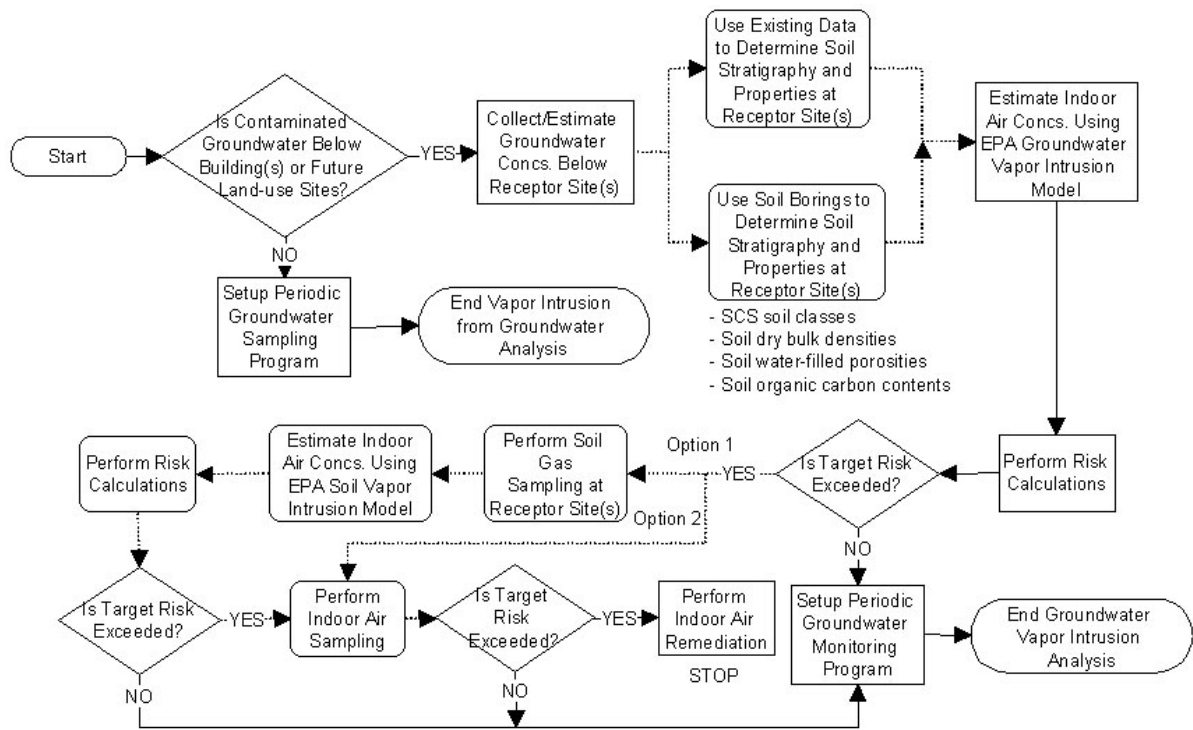 Start
Is Contaminated
Groundwater Below
Building(s) or Future
Land-use Sites?
YES
NO
Collect/Estimate
Groundwater
Concs. Below
Receptor Site(s)
Use Existing Data
to Determine Soil
Stratigraphy and
Properties at
Receptor Site(s)
Use Soil Borings to
Determine Soil
Stratigraphy and
Properties at
Receptor Site(s)
- SCS soil classes
- Soil dry bulk densities
- Soil water-filled porosities
- Soil organic carbon contents
Estimate Indoor
Air Concs. Using
EPA Groundwater
Vapor Intrusion
Model
Setup Periodic
Groundwater
Sampling
Program
End Vapor Intrusion
from Groundwater
Analysis
Perform Risk
Calculations
Is Target Risk
Exceeded?
YES
NO
Option 1
Option 2
Perform Soil
Gas
Sampling at
Receptor Site(s)
Estimate Indoor
Air Concs. Using
EPA Soil Vapor
Intrusion Model
Perform Risk
Calculations
Is Target Risk
Exceeded?
YES
NO
Perform
Indoor Air
Sampling
Is Target
Risk
Exceeded?
YES
NO
Perform
Indoor Air
Remediation
STOP
Setup Periodic
Groundwater
Monitoring
Program
End Groundwater
Vapor Intrusion
Analysis